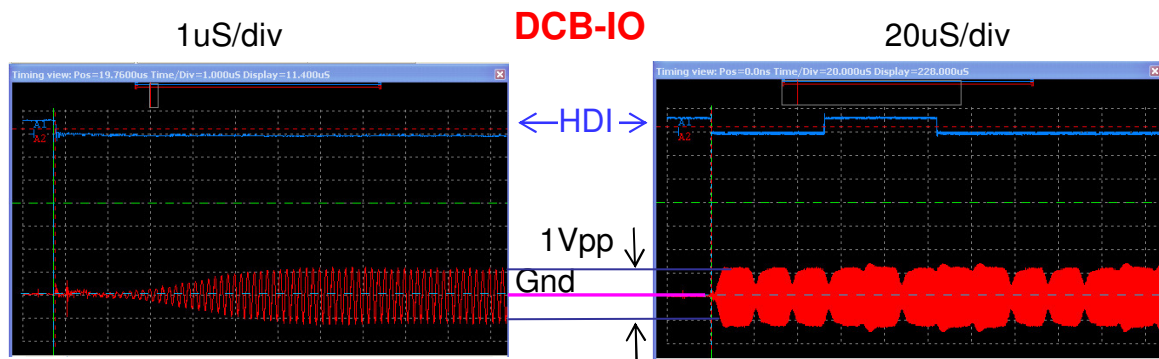 DCB-IO
1uS/div
20uS/div
Timing view: Pos=19.7600us Time/Div=1.000uS Display=11.400uS
Timing view: Pos=0.0ns Time/Div=20.000uS Display=228.000uS
A1
A2
HDI
A1
A2
1Vpp
Gnd